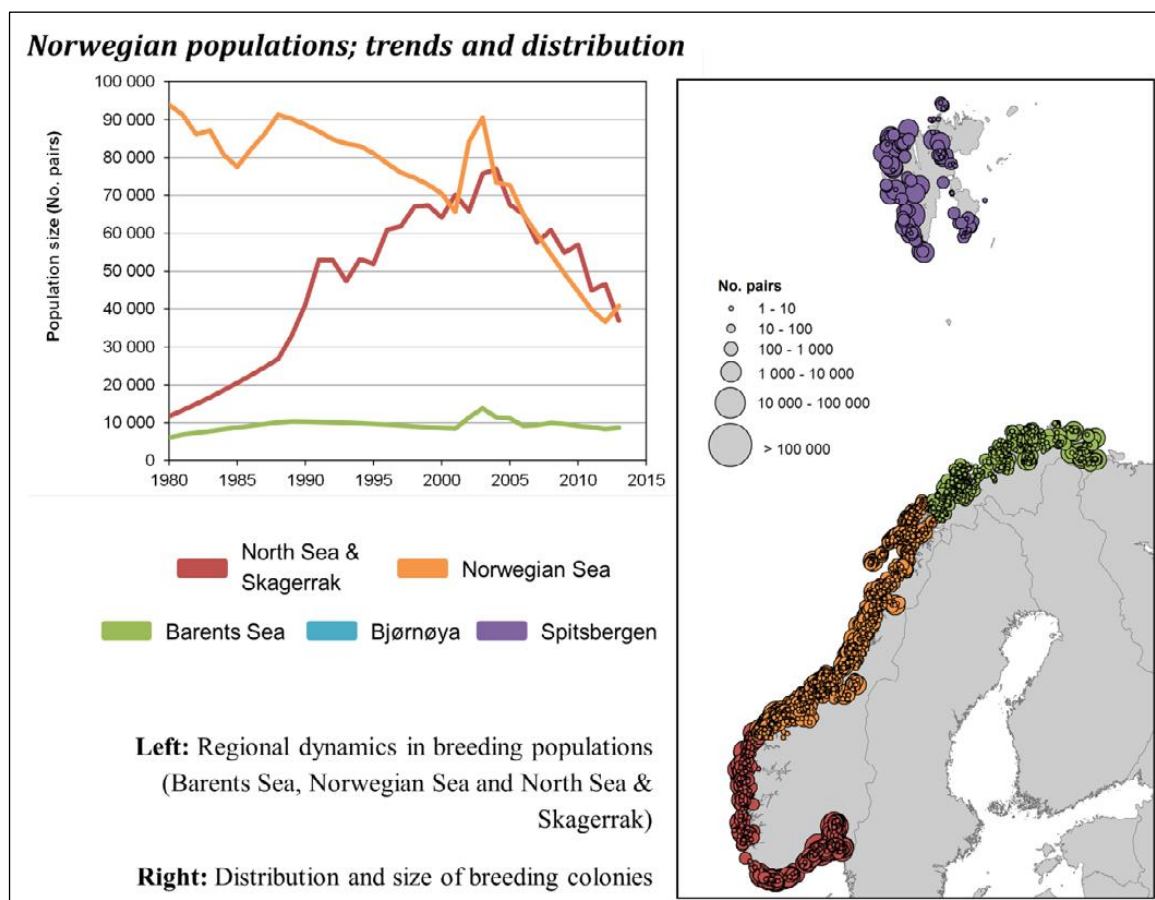 Norwegian populations; trends and distribution
Population size (No. pairs)
100 000
90 000
80 000
70 000
60 000
50 000
40 000
30 000
20 000
10 000
0
1980 1985 1990 1995 2000 2005 2010 2015
North Sea &
Skagerrak
Norwegian Sea
Barents Sea Bjørnøya Spitsbergen
Left: Regional dynamics in breeding populations
(Barents Sea, Norwegian Sea and North Sea &
Skagerrak)
Right: Distribution and size of breeding colonies
No. pairs
1 - 10
10 - 100
100 - 1 000
1 000 - 10 000
10 000 - 100 000
> 100 000